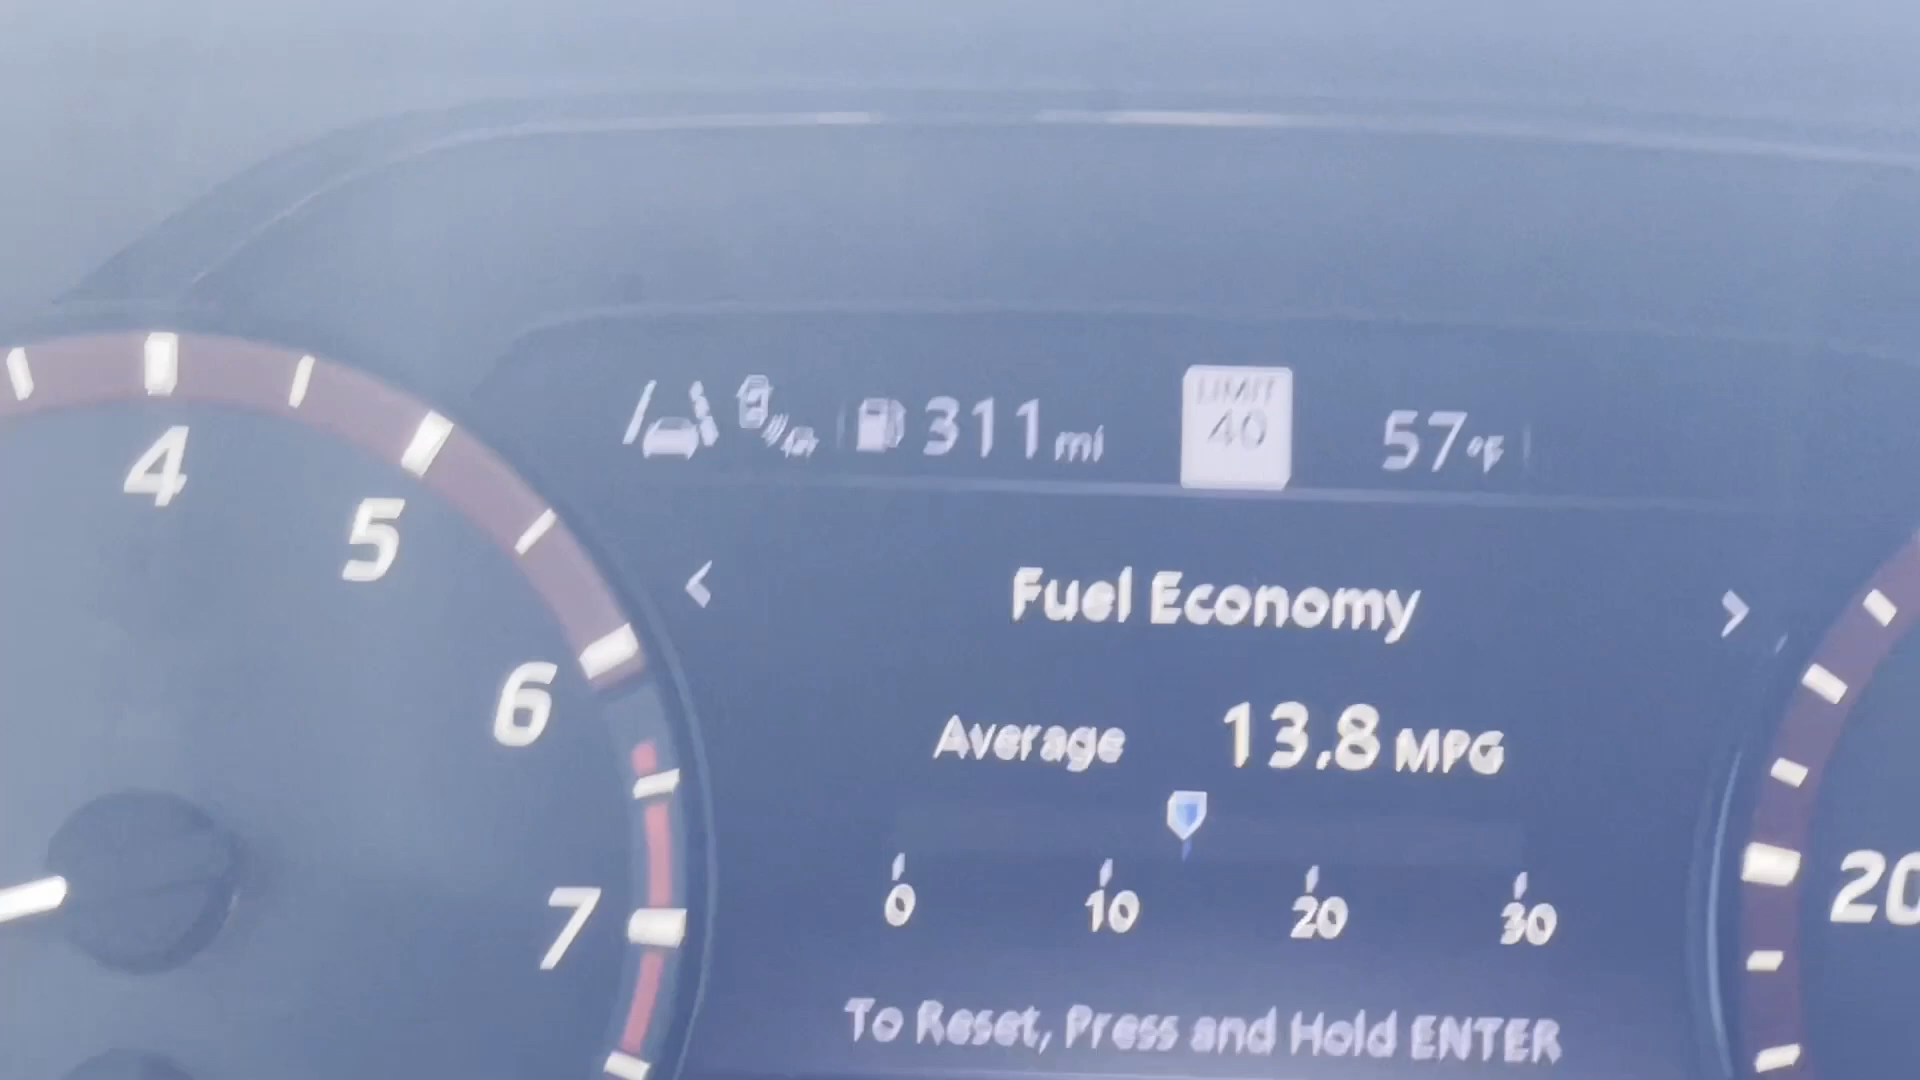 311 mi
LIMIT
40
57°F
4
5
6
7
< Fuel Economy >
Average 13.8 MPG
0 10 20 30
To Reset, Press and Hold ENTER
20